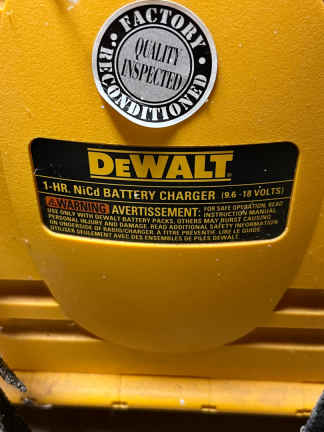 FACTORY
QUALITY
INSPECTED
RECONDITIONED
DEWALT
1-HR. NiCd BATTERY CHARGER (9.6 -18 VOLTS)
WARNING AVERTISSEMENT: FOR SAFE OPERATION, READ INSTRUCTION MANUAL
USE ONLY WITH DEWALT BATTERY PACKS, OTHERS MAY BURST CAUSING
PERSONAL INJURY AND DAMAGE. READ ADDITIONAL SAFETY INFORMATION
ON UNDERSIDE OF RADIO/CHARGER. A TITRE PREVENTIF, LIRE LE GUIDE
UTILISER SEULEMENT AVEC DES ENSEMBLES DE PILES DEWALT